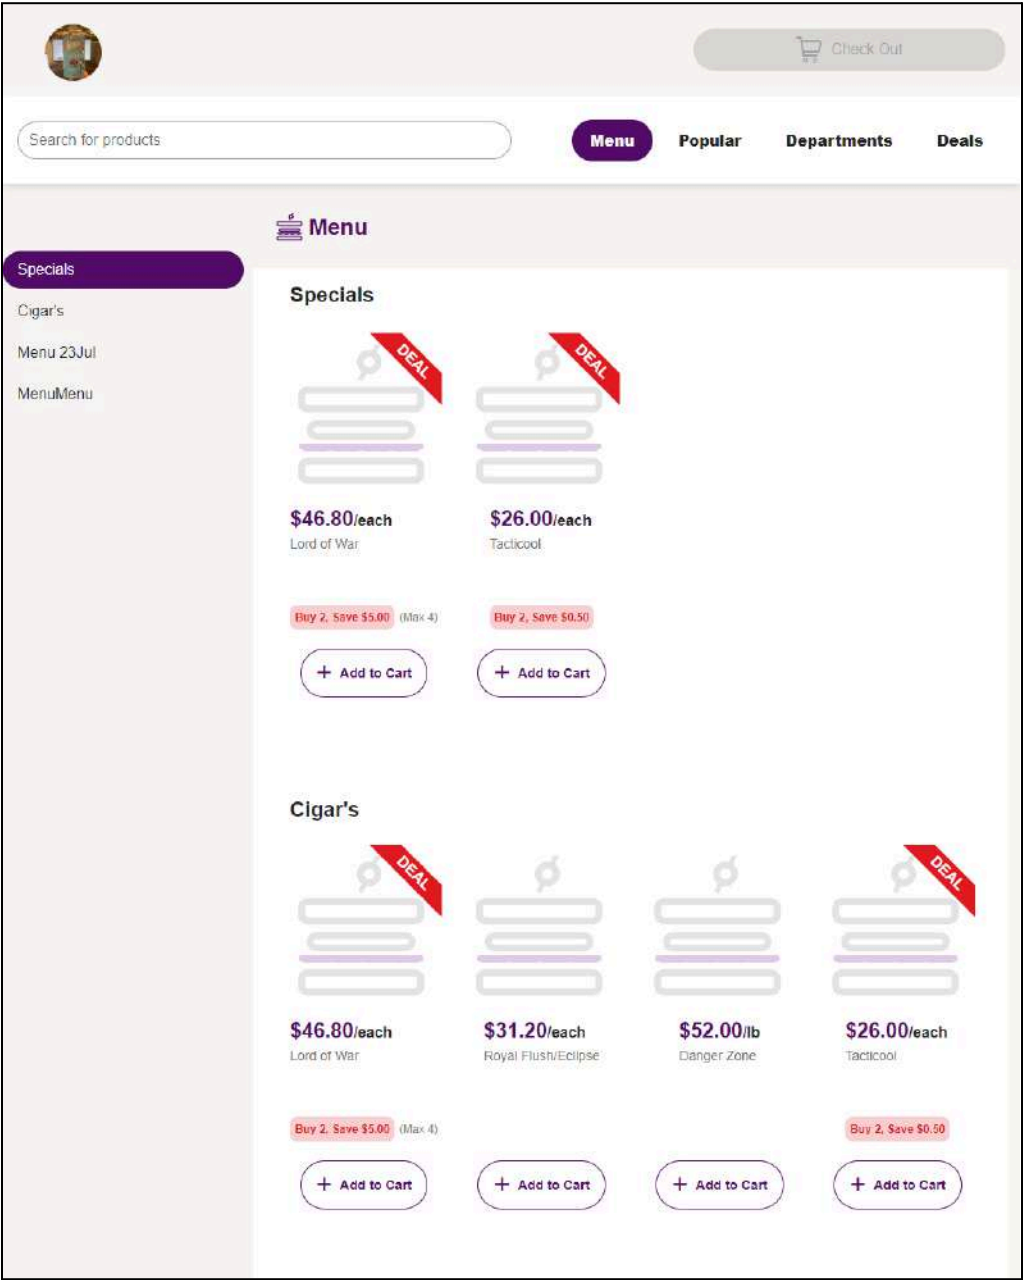 Check Out
Search for products
Menu Popular Departments Deals
Menu
Specials
Cigar's
Menu 23Jul
MenuMenu
Specials
DEAL DEAL
$46.80/each $26.00/each
Lord of War Tacticool
Buy 2, Save $5.00 (Max 4) Buy 2, Save $0.50
+ Add to Cart + Add to Cart
Cigar's
DEAL DEAL
$46.80/each $31.20/each $52.00/lb $26.00/each
Lord of War Royal Flush/Eclipse Danger Zone Tacticool
Buy 2, Save $5.00 (Max 4) Buy 2, Save $0.50
+ Add to Cart + Add to Cart + Add to Cart + Add to Cart